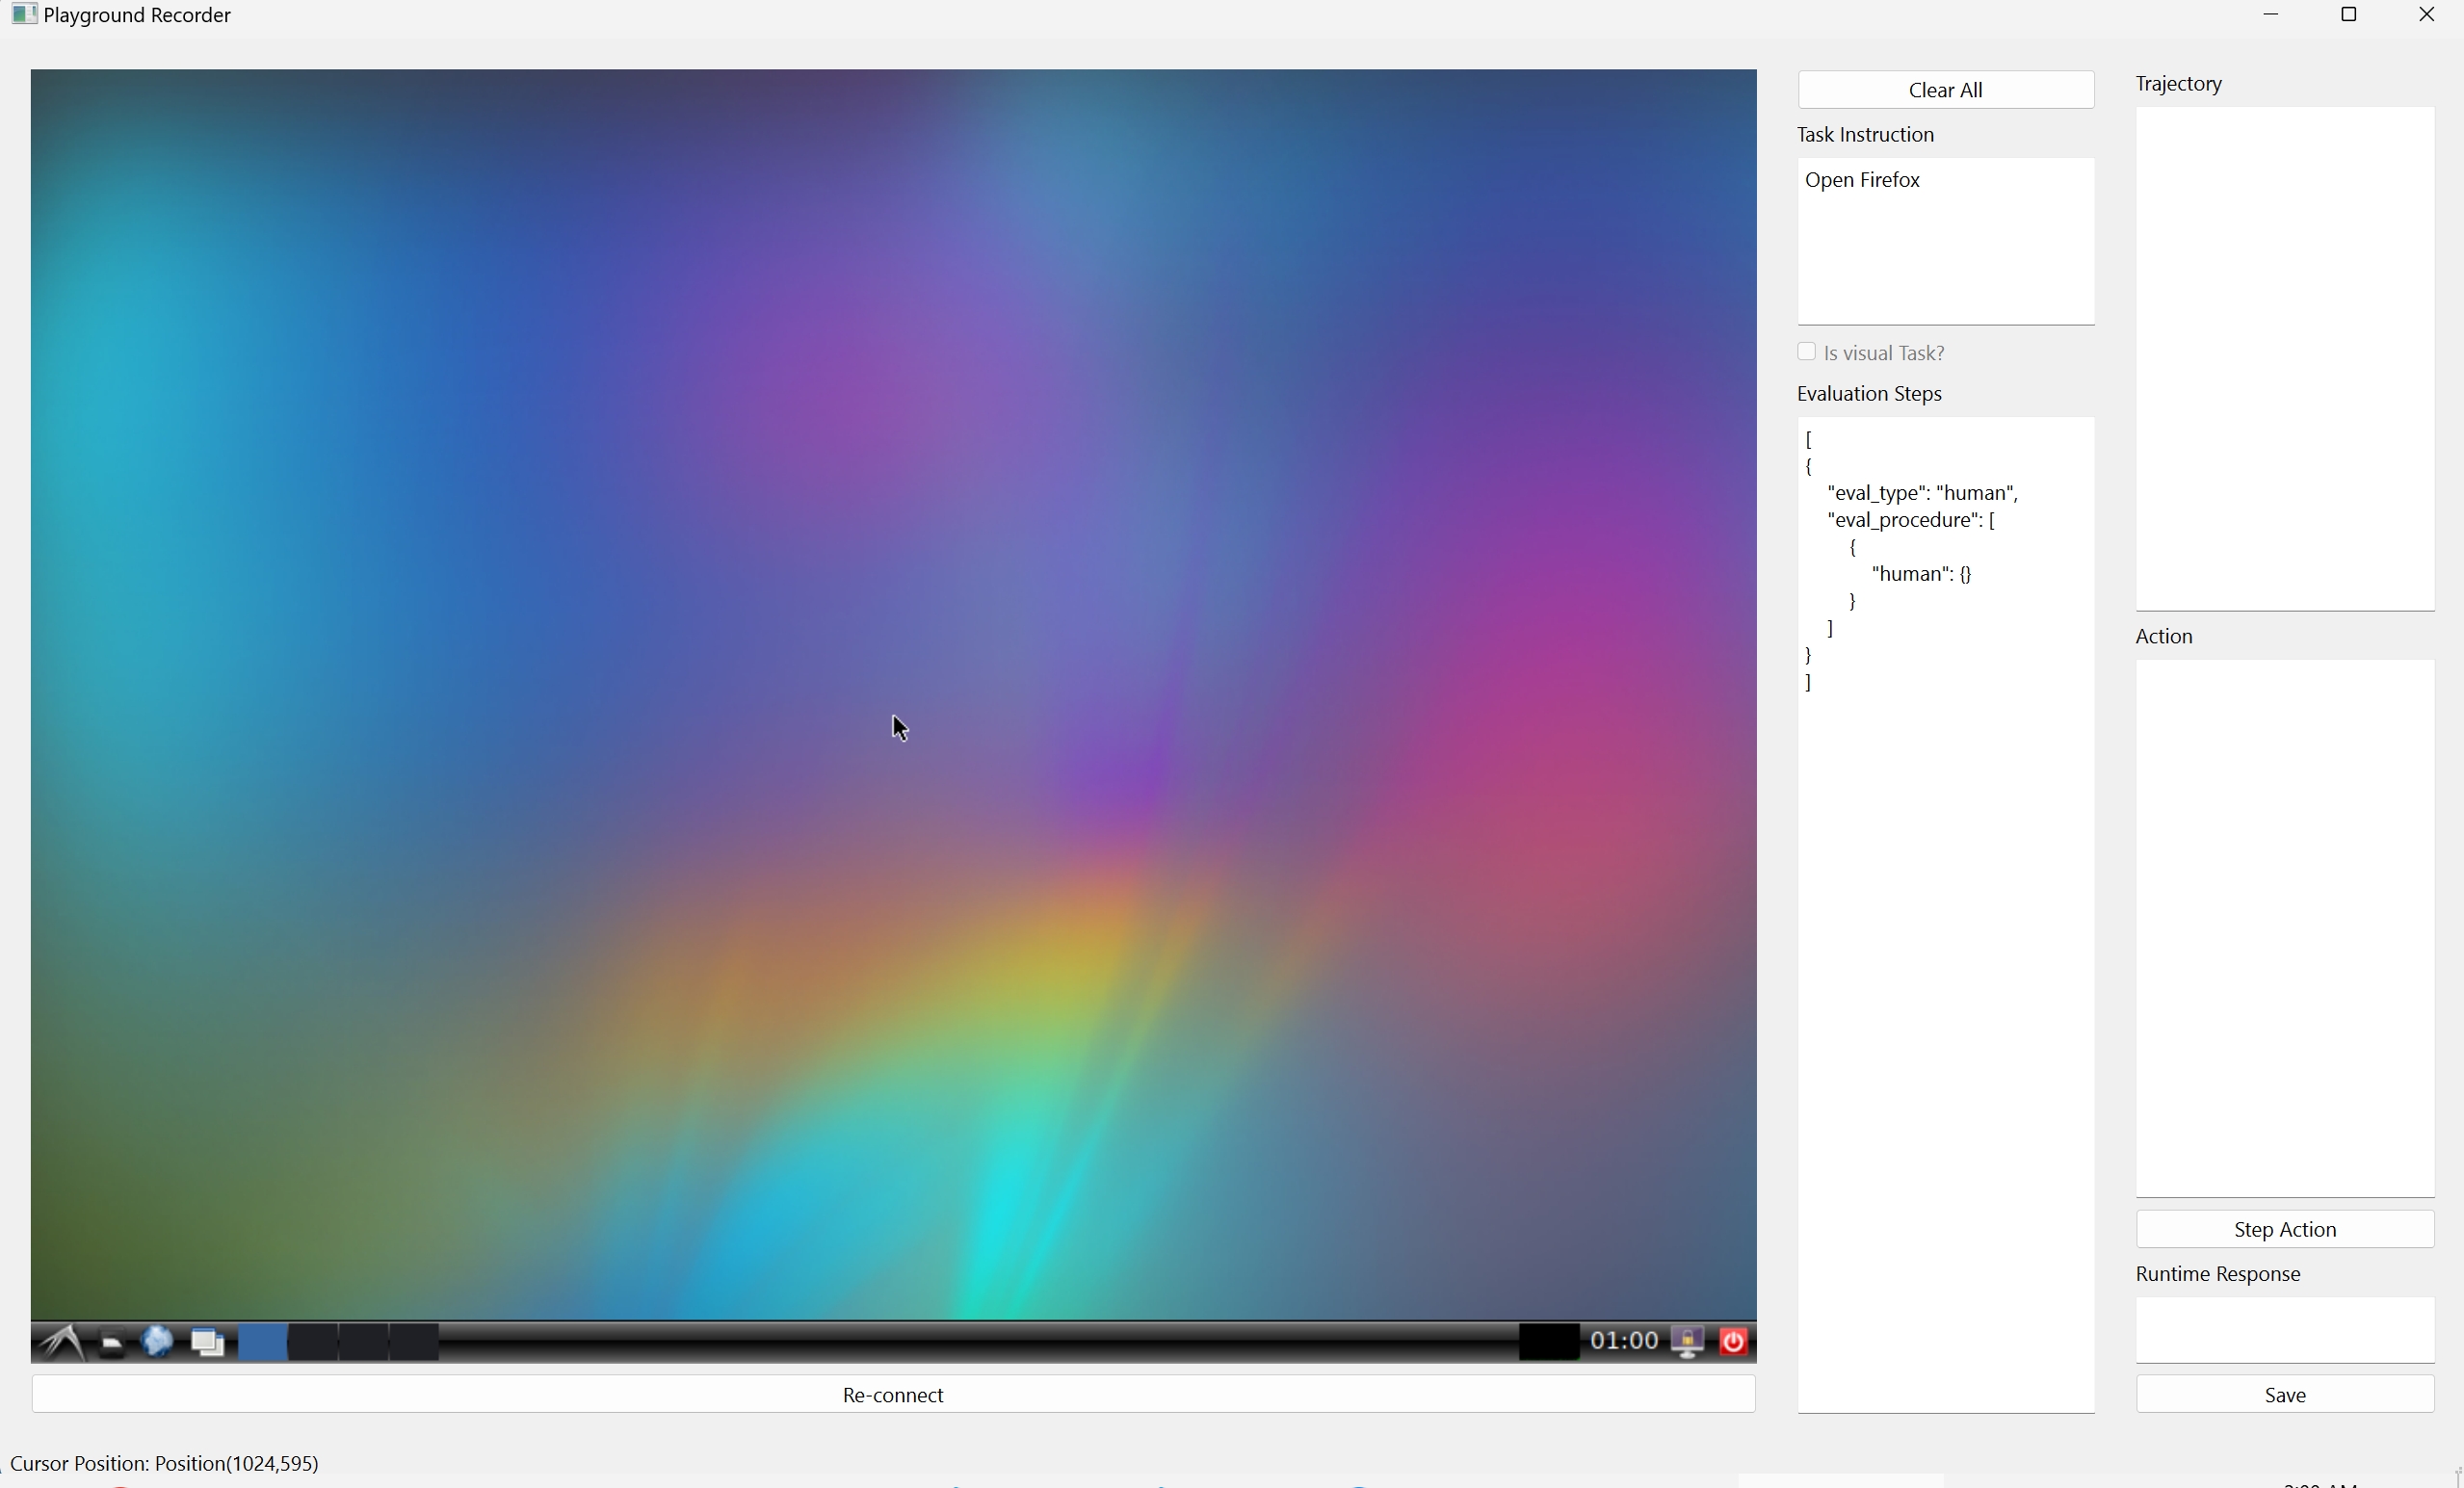 Playground Recorder
Clear All
Task Instruction
Open Firefox
Is visual Task?
Evaluation Steps
[
{
"eval_type": "human",
"eval_procedure": [
{
"human": {}
}
]
}
]
Trajectory
Action
Step Action
Runtime Response
Save
01:00
Re-connect
Cursor Position: Position(1024,595)